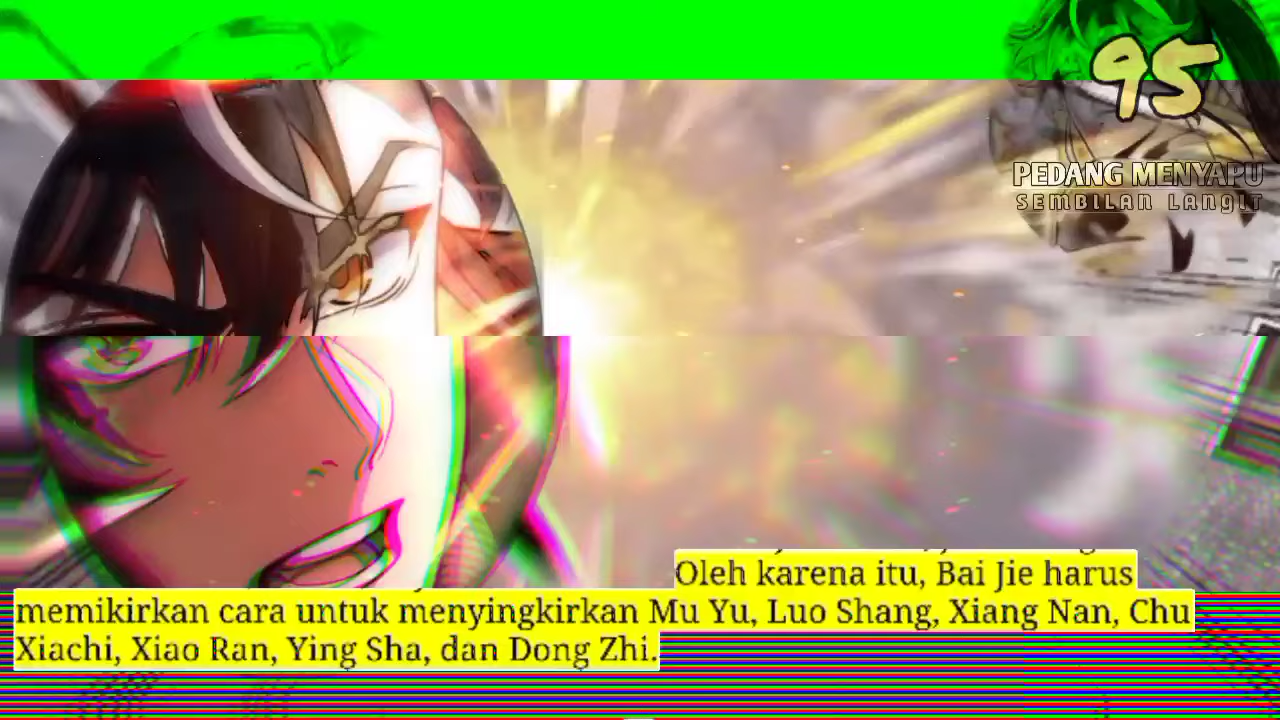 95
PEDANG MENYAPU
SEMBILAN LANGIT
Oleh karena itu, Bai Jie harus
memikirkan cara untuk menyingkirkan Mu Yu, Luo Shang, Xiang Nan, Chu
Xiachi, Xiao Ran, Ying Sha, dan Dong Zhi.